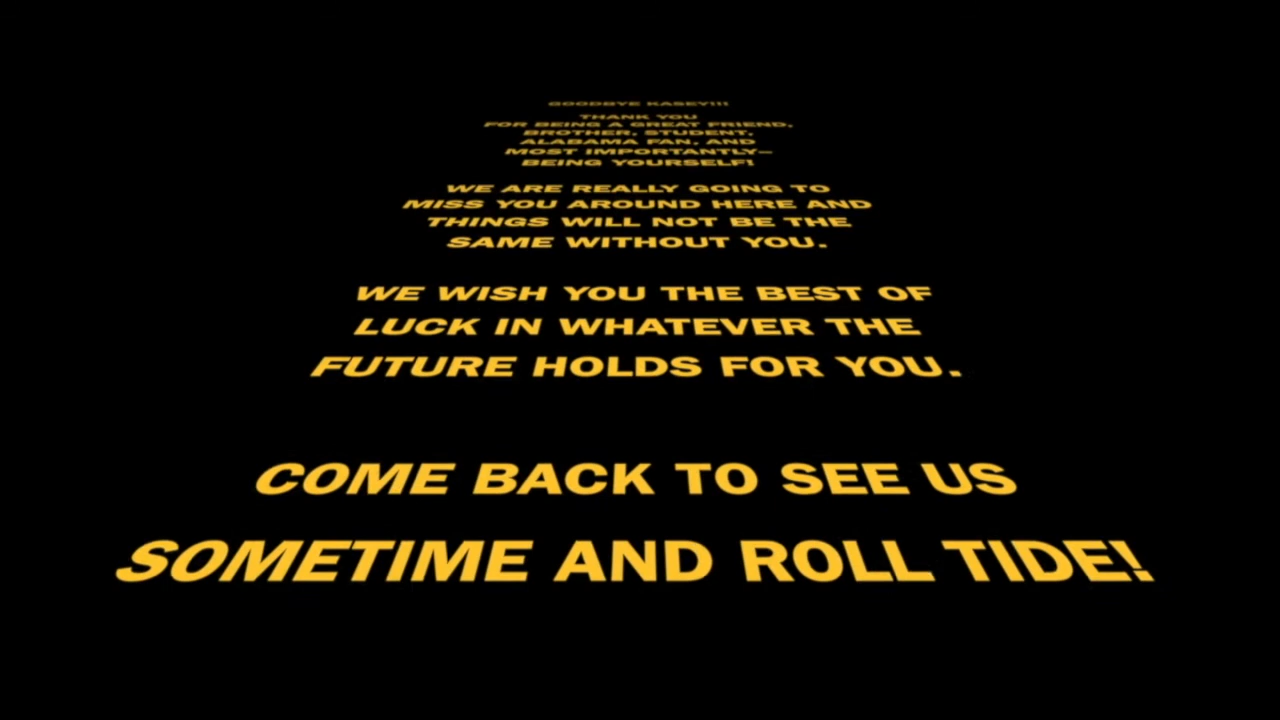 GOODBYE KASEY!!!
THANK YOU
FOR BEING A GREAT FRIEND,
BROTHER, STUDENT,
ALABAMA FAN, AND
MOST IMPORTANTLY—
BEING YOURSELF!
WE ARE REALLY GOING TO
MISS YOU AROUND HERE AND
THINGS WILL NOT BE THE
SAME WITHOUT YOU.
WE WISH YOU THE BEST OF
LUCK IN WHATEVER THE
FUTURE HOLDS FOR YOU.
COME BACK TO SEE US
SOMETIME AND ROLL TIDE!